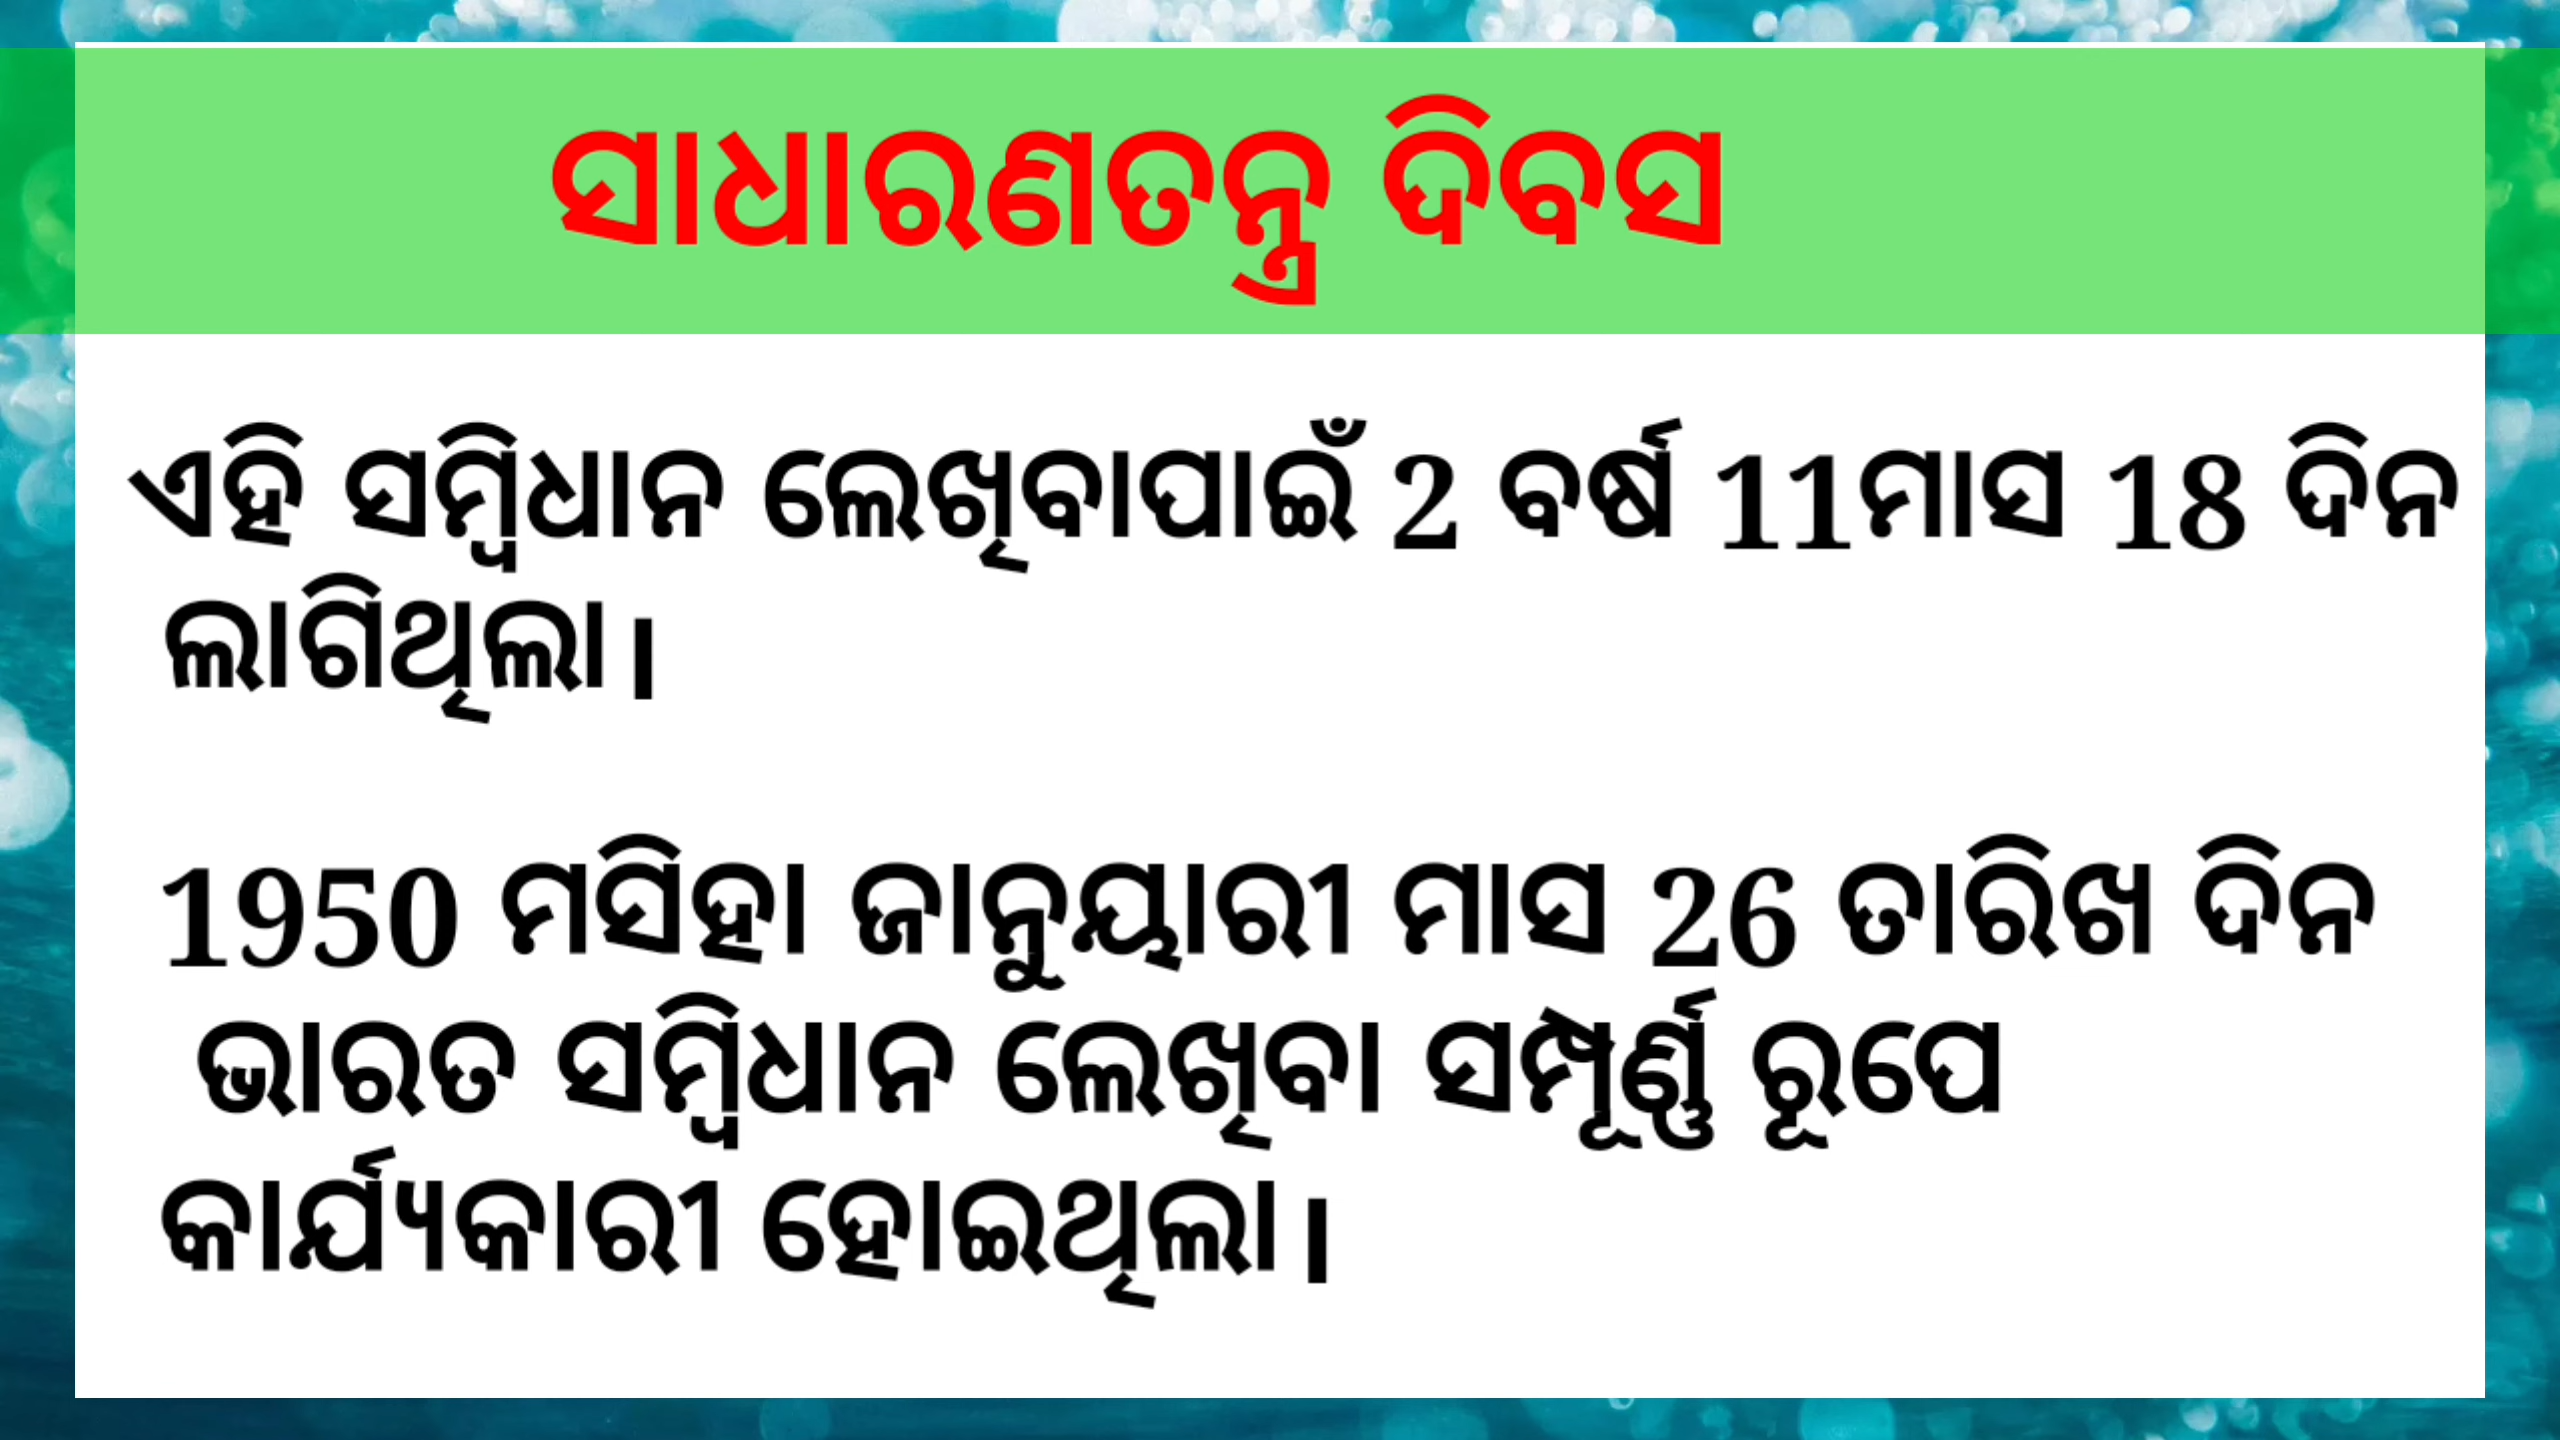 ସାଧାରଣତନ୍ତ୍ର ଦିବସ
ଏହି ସମ୍ବିଧାନ ଲେଖିବାପାଇଁ 2 ବର୍ଷ 11ମାସ 18 ଦିନ
ଲାଗିଥିଲା।
1950 ମସିହା ଜାନୁୟାରୀ ମାସ 26 ତାରିଖ ଦିନ
ଭାରତ ସମ୍ବିଧାନ ଲେଖିବା ସମ୍ପୂର୍ଣ୍ଣ ରୂପେ
କାର୍ଯ୍ୟକାରୀ ହୋଇଥିଲା।